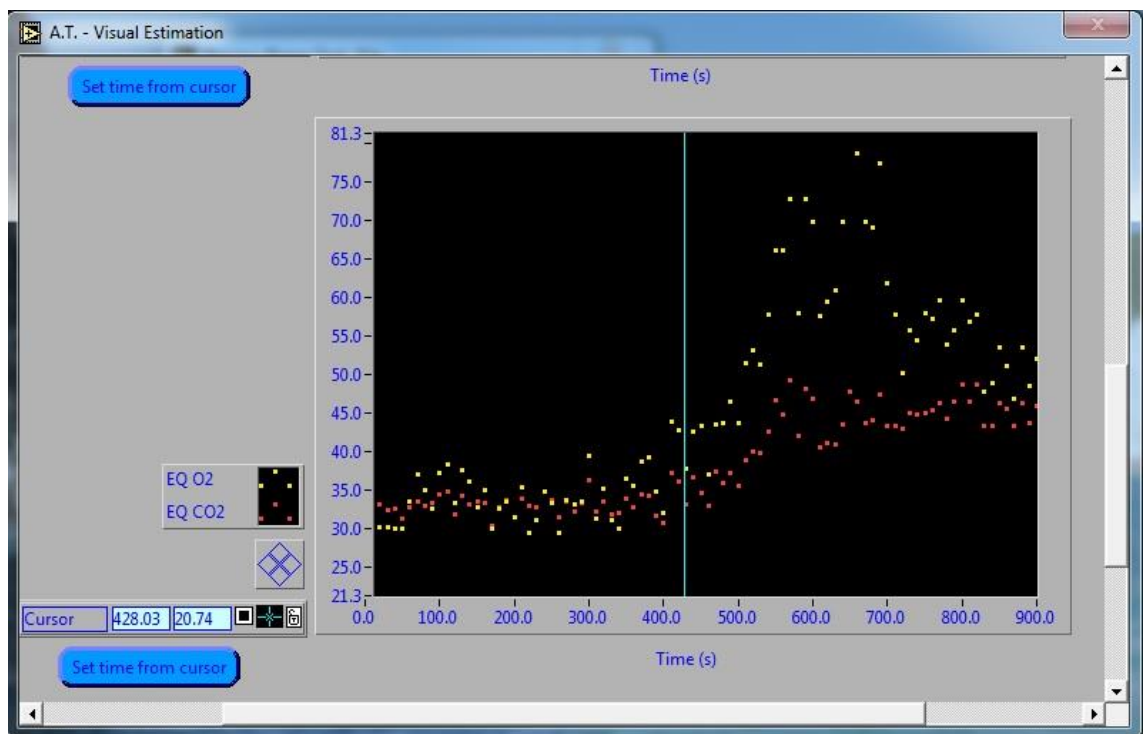 A.T. - Visual Estimation
Set time from cursor
Time (s)
81.3
75.0
70.0
65.0
60.0
55.0
50.0
45.0
40.0
35.0
30.0
25.0
21.3
0.0 100.0 200.0 300.0 400.0 500.0 600.0 700.0 800.0 900.0
Time (s)
EQ O2
EQ CO2
Cursor 428.03 20.74
Set time from cursor